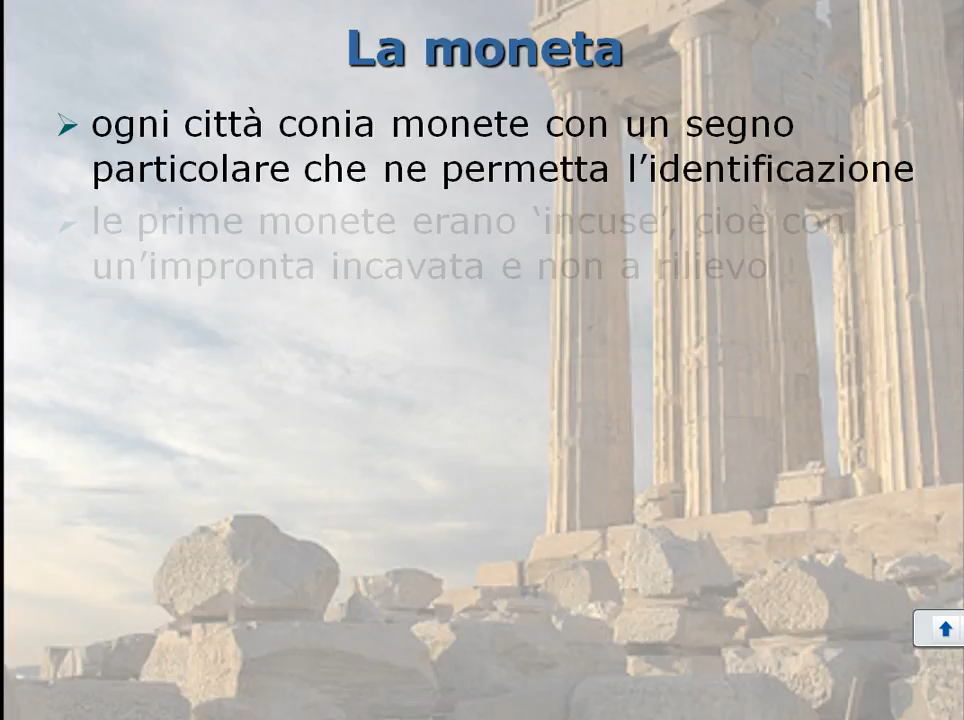 La moneta
ogni città conia monete con un segno
particolare che ne permetta l’identificazione
le prime monete erano ‘incuse’, cioè con
un’impronta incavata e non a rilievo